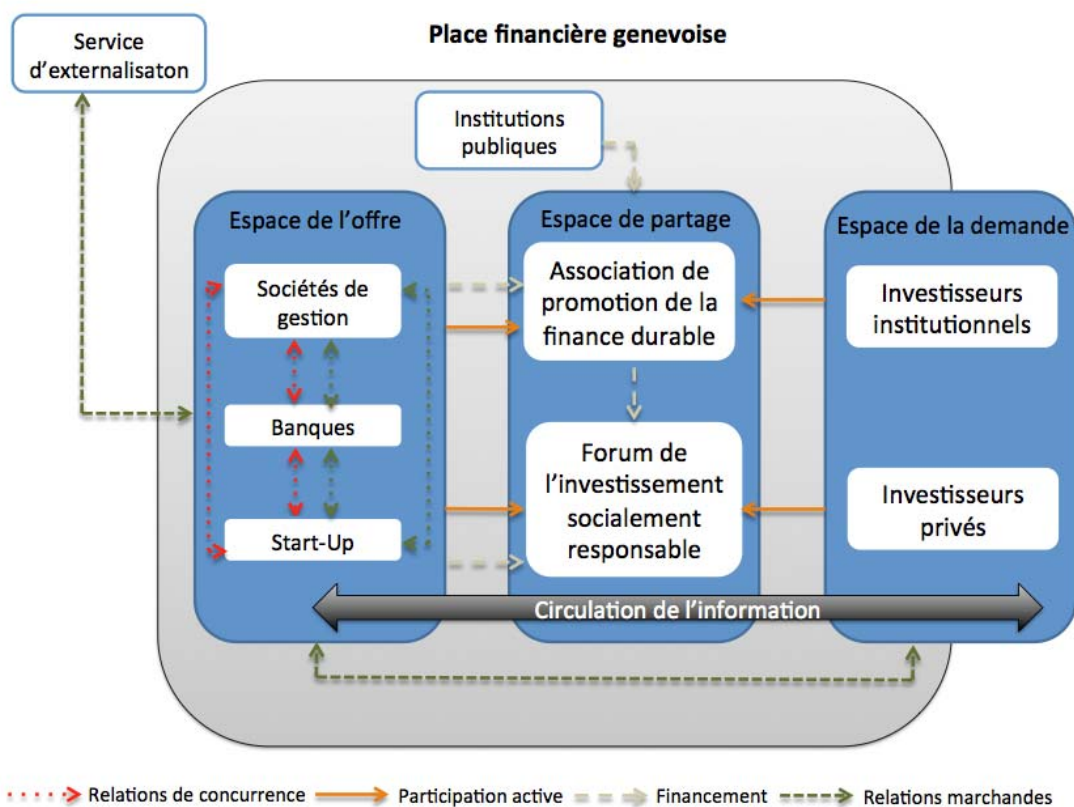 Place financière genevoise
Service
d'externalisaton
Institutions
publiques
Espace de l'offre
Sociétés de
gestion
Banques
Start-Up
Espace de partage
Association de
promotion de la
finance durable
Forum de
l'investissement
socialement
responsable
Espace de la demande
Investisseurs
institutionnels
Investisseurs
privés
Circulation de l'information
Relations de concurrence
Participation active
Financement
Relations marchandes